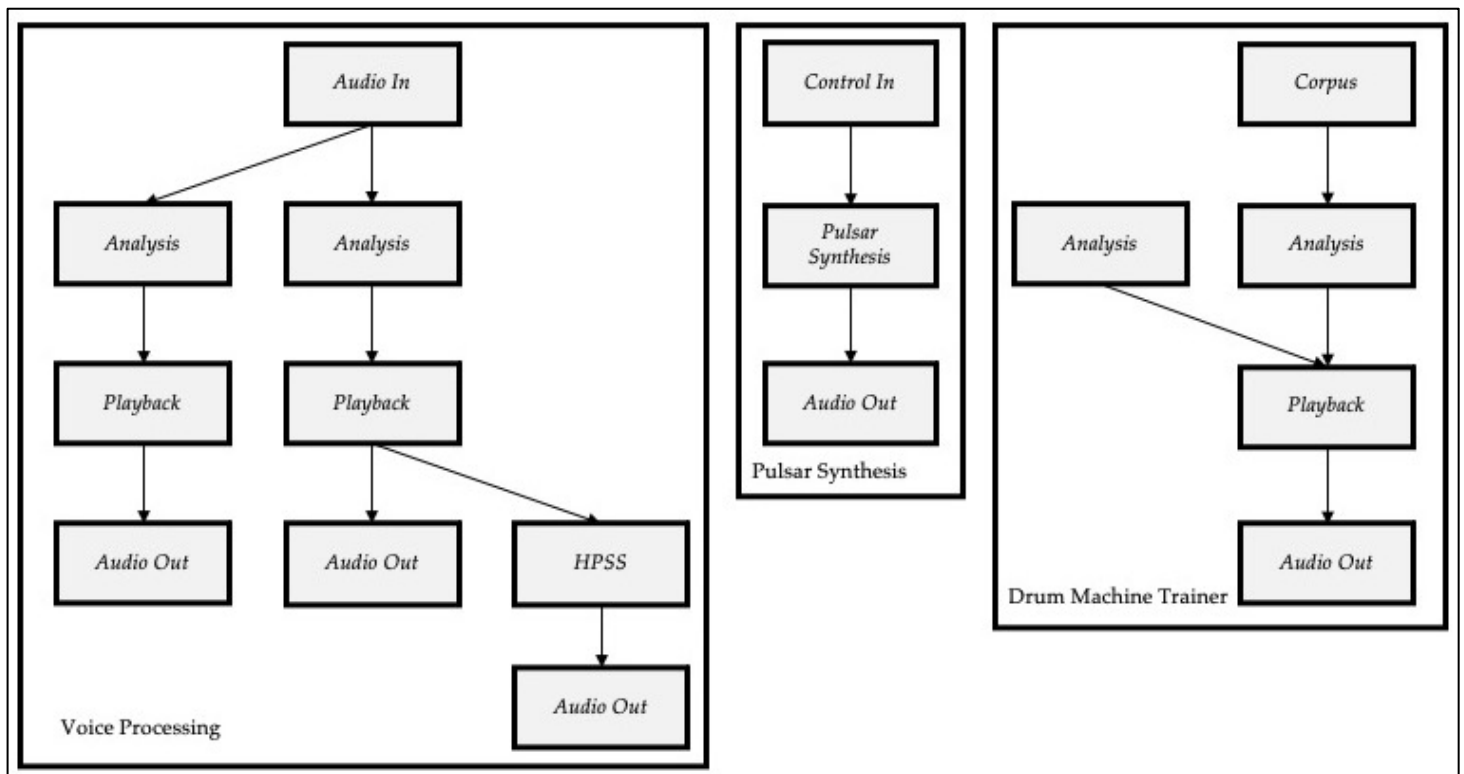 Audio In
Analysis
Analysis
Playback
Playback
Audio Out
Audio Out
HPSS
Audio Out
Voice Processing
Control In
Pulsar
Synthesis
Audio Out
Pulsar Synthesis
Corpus
Analysis
Analysis
Playback
Audio Out
Drum Machine Trainer